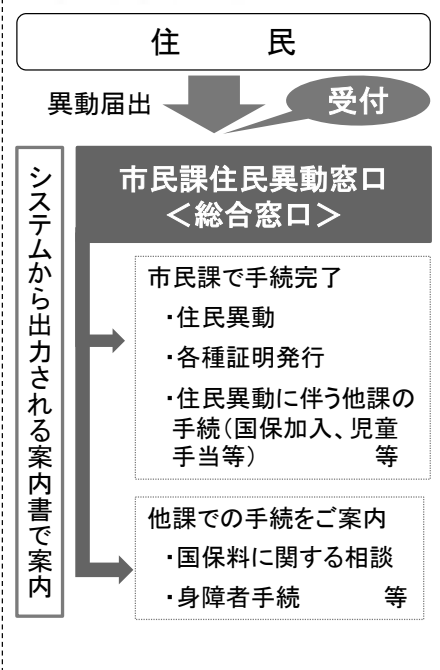 住　　民
異動届出
受付
システムから出力される案内書で案内
市民課住民異動窓口
＜総合窓口＞
市民課で手続完了
・住民異動
・各種証明発行
・住民異動に伴う他課の
手続（国保加入、児童
手当等）　　　　　等
他課での手続をご案内
・国保料に関する相談
・身障者手続　　　等